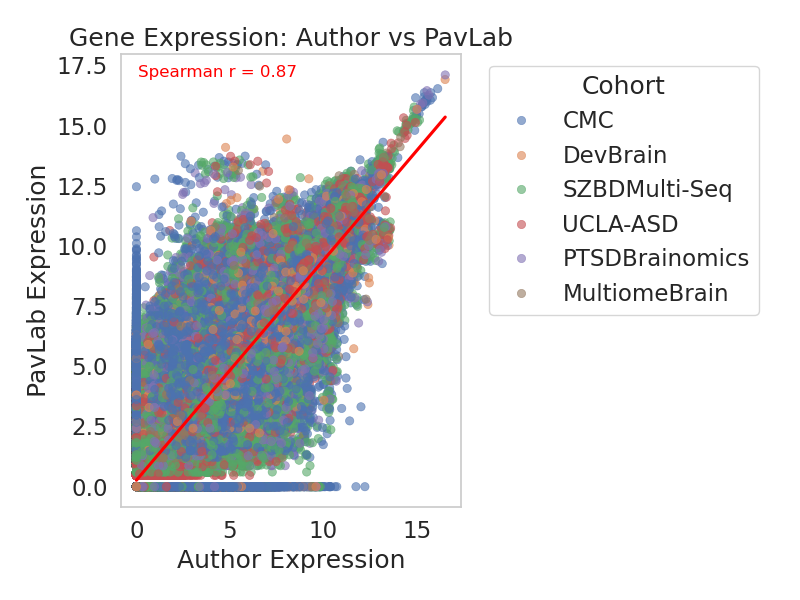 Gene Expression: Author vs PavLab
Spearman r = 0.87
17.5
15.0
12.5
10.0
7.5
5.0
2.5
0.0
PavLab Expression
0 5 10 15
Author Expression
Cohort
CMC
DevBrain
SZBDMulti-Seq
UCLA-ASD
PTSDBrainomics
MultiomeBrain